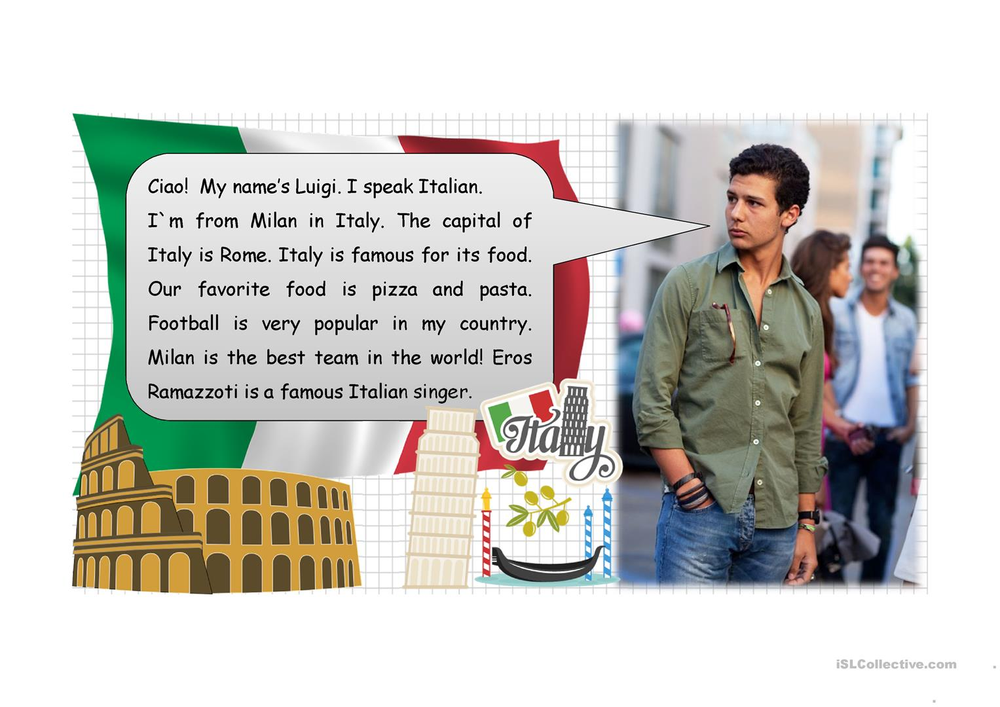 Ciao! My name’s Luigi. I speak Italian.
I`m from Milan in Italy. The capital of
Italy is Rome. Italy is famous for its food.
Our favorite food is pizza and pasta.
Football is very popular in my country.
Milan is the best team in the world! Eros
Ramazzoti is a famous Italian singer.
Italy
iSLCollective.com